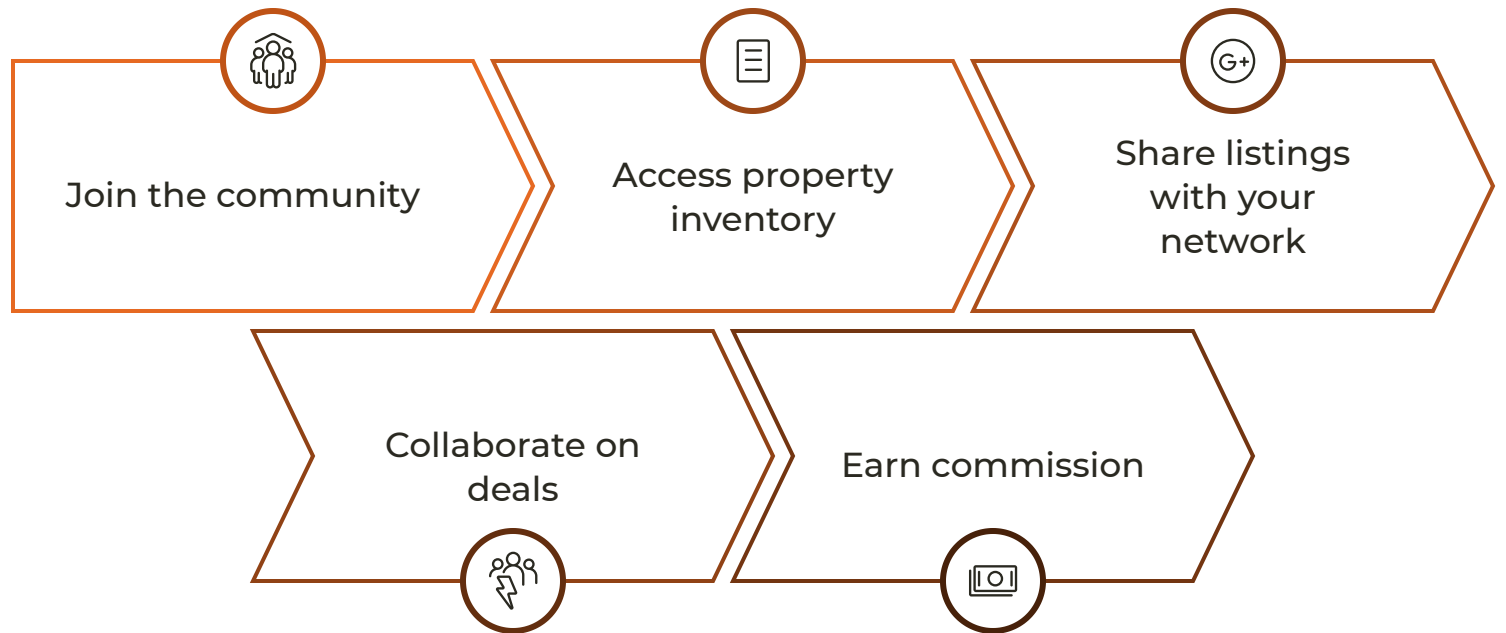 G+
Join the community
Access property
inventory
Share listings
with your
network
Collaborate on
deals
Earn commission